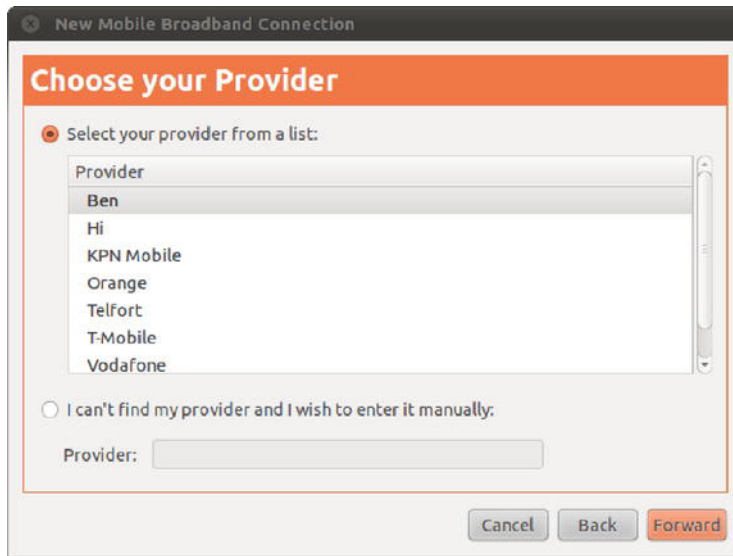 New Mobile Broadband Connection
Choose your Provider
Select your provider from a list:
Provider
Ben
Hi
KPN Mobile
Orange
Telfort
T-Mobile
Vodafone
I can't find my provider and I wish to enter it manually:
Provider:
Cancel Back Forward